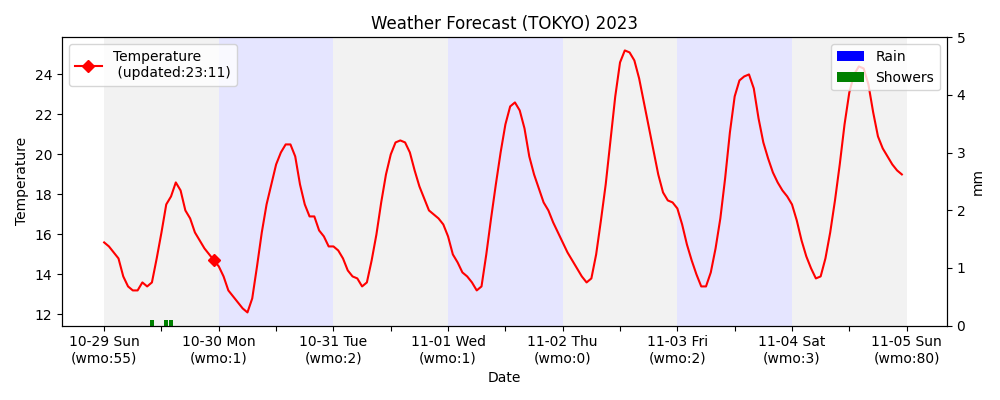 Weather Forecast (TOKYO) 2023
Temperature
(updated:23:11)
Rain
Showers
Temperature
24
22
20
18
16
14
12
5
4
3
2
1
0
mm
10-29 Sun
(wmo:55)
10-30 Mon
(wmo:1)
10-31 Tue
(wmo:2)
11-01 Wed
(wmo:1)
11-02 Thu
(wmo:0)
11-03 Fri
(wmo:2)
11-04 Sat
(wmo:3)
11-05 Sun
(wmo:80)
Date